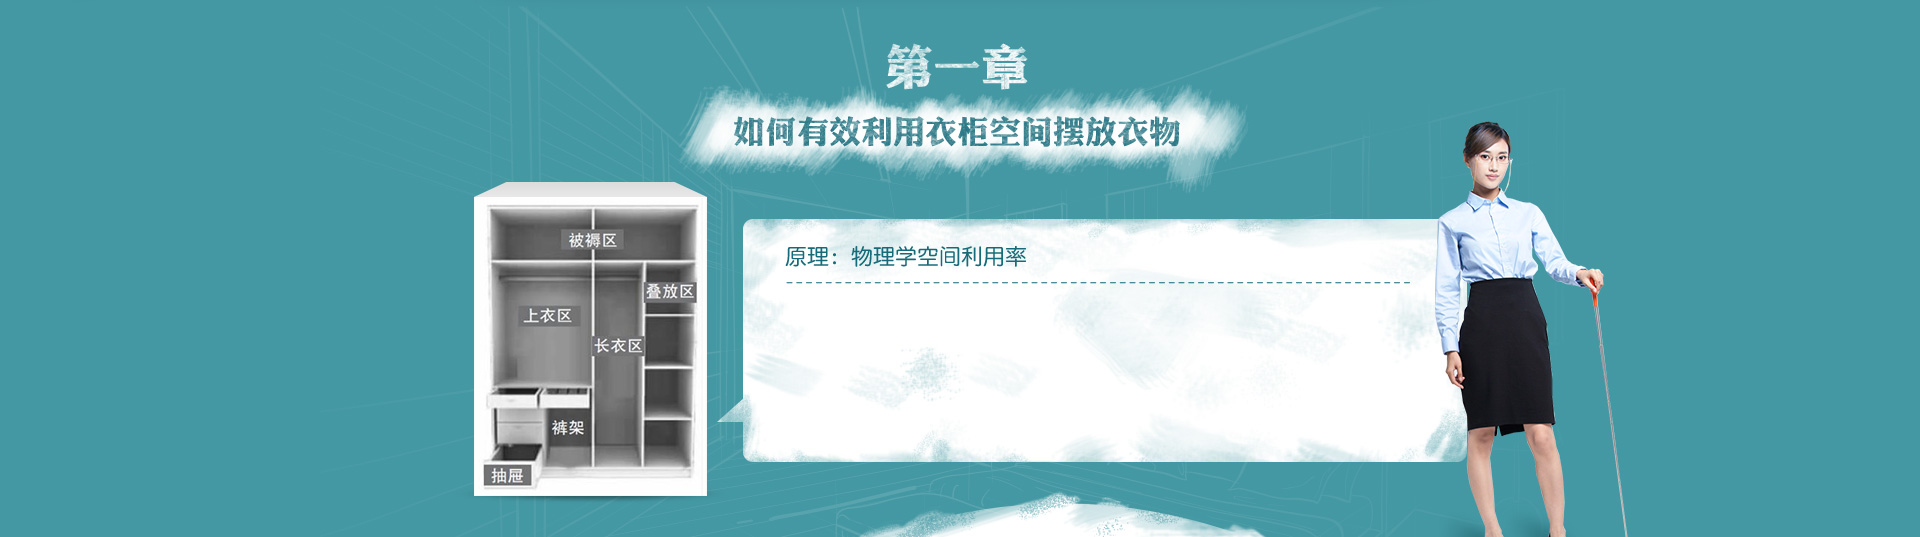 第一章
如何有效利用衣柜空间摆放衣物
原理：物理学空间利用率
被褥区
叠放区
上衣区
长衣区
裤架
抽屉